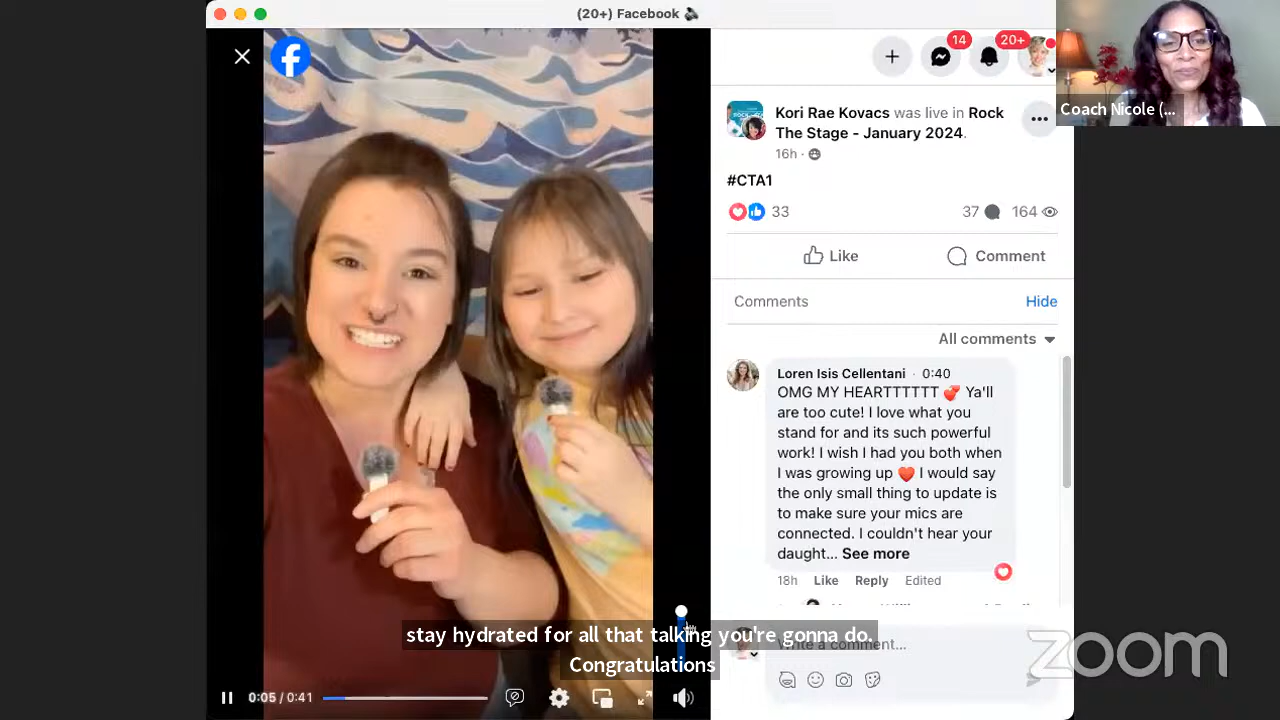 (20+) Facebook
14
20+
Coach Nicole (...
Kori Rae Kovacs was live in Rock
The Stage - January 2024.
16h ·
#CTA1
33
37
164
Like
Comment
Comments
Hide
All comments
Loren Isis Cellentani · 0:40
OMG MY HEARTTTTTT 💞 Ya'll
are too cute! I love what you
stand for and its such powerful
work! I wish I had you both when
I was growing up ❤️ I would say
the only small thing to update is
to make sure your mics are
connected. I couldn't hear your
daught... See more
18h Like Reply Edited
stay hydrated for all that talking you're gonna do.
Congratulations
Write a comment...
zoom
0:05 / 0:41